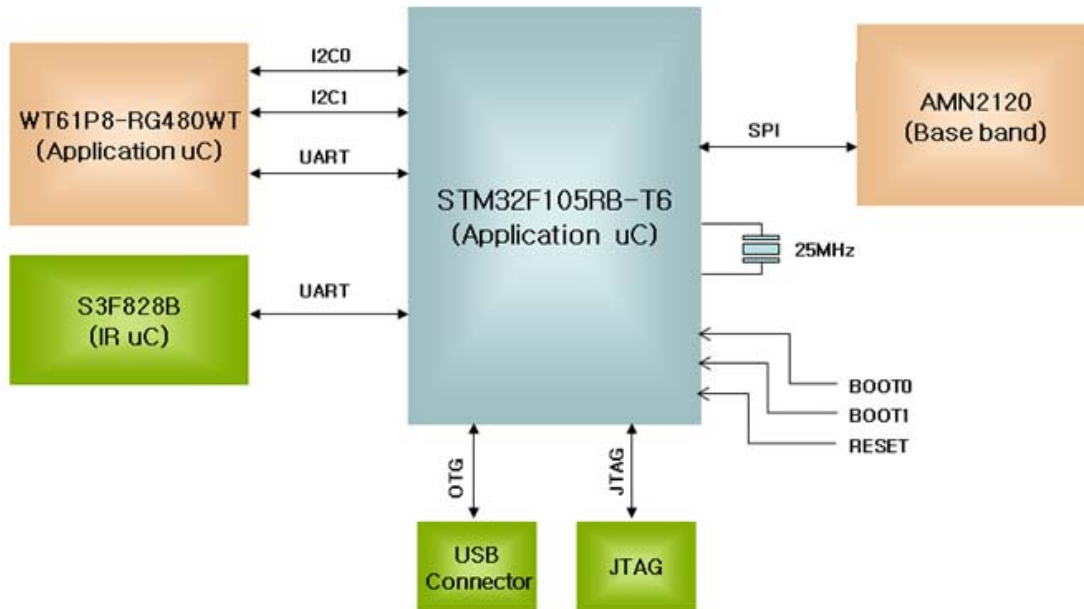 I2C0
I2C1
UART
WT61P8-RG480WT
(Application uC)
S3F828B
(IR uC)
UART
STM32F105RB-T6
(Application uC)
SPI
AMN2120
(Base band)
25MHz
BOOT0
BOOT1
RESET
OTG
JTAG
USB
Connector
JTAG